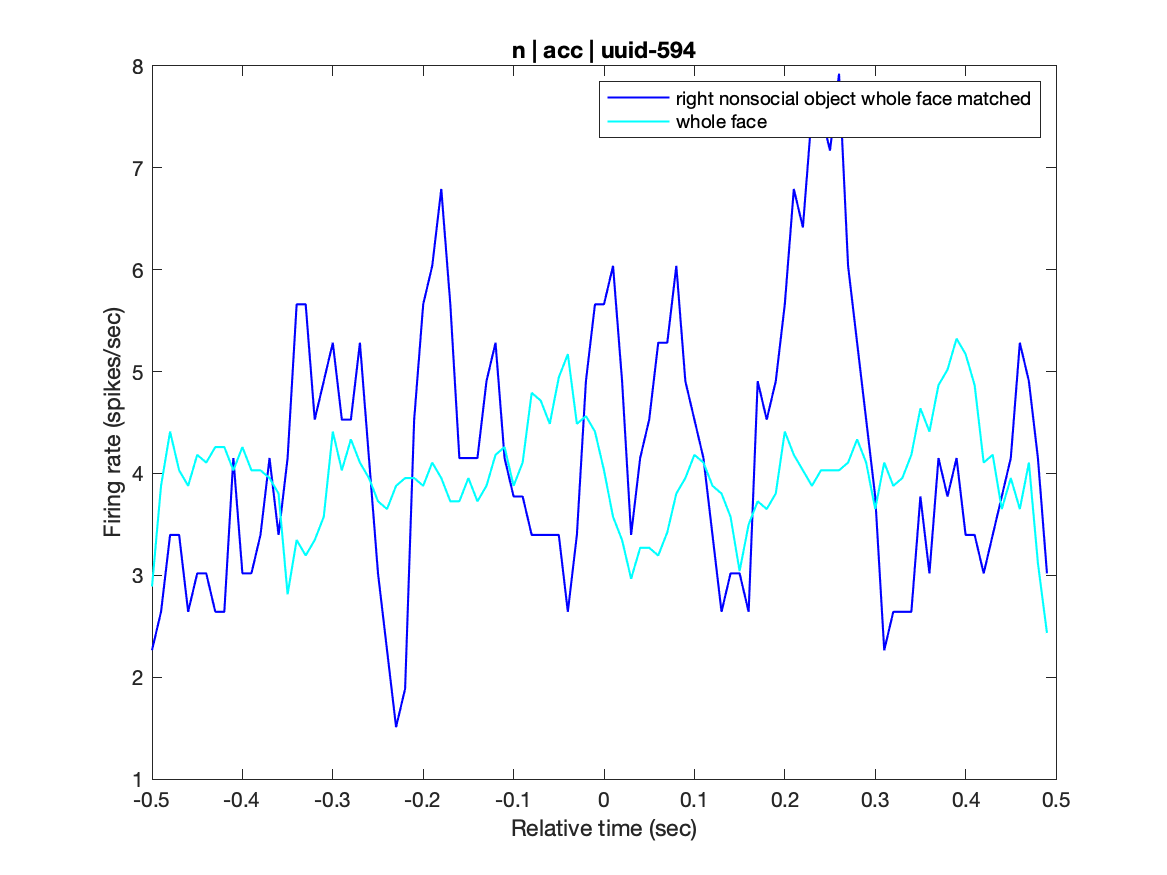 n | acc | uuid-594
right nonsocial object whole face matched
whole face
8
7
6
5
4
3
2
1
Firing rate (spikes/sec)
-0.5 -0.4 -0.3 -0.2 -0.1 0 0.1 0.2 0.3 0.4 0.5
Relative time (sec)